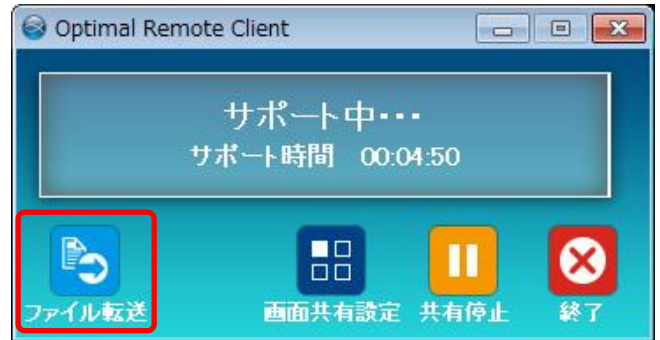 Optimal Remote Client
サポート中･･･
サポート時間 00:04:50
ファイル転送
画面共有設定
共有停止
終了